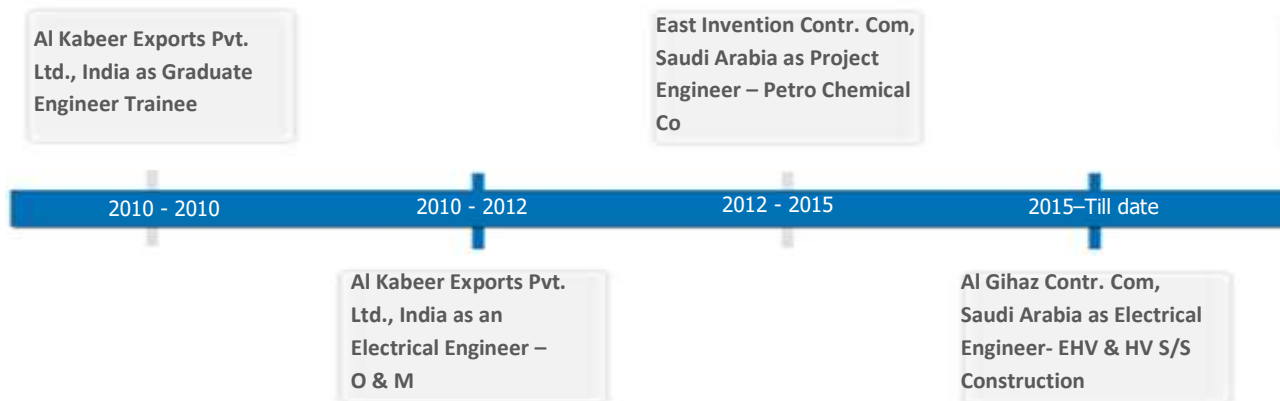 Al Kabeer Exports Pvt.
Ltd., India as Graduate
Engineer Trainee
East Invention Contr. Com,
Saudi Arabia as Project
Engineer – Petro Chemical
Co
2010 - 2010
2010 - 2012
2012 - 2015
2015–Till date
Al Kabeer Exports Pvt.
Ltd., India as an
Electrical Engineer –
O & M
Al Gihaz Contr. Com,
Saudi Arabia as Electrical
Engineer- EHV & HV S/S
Construction